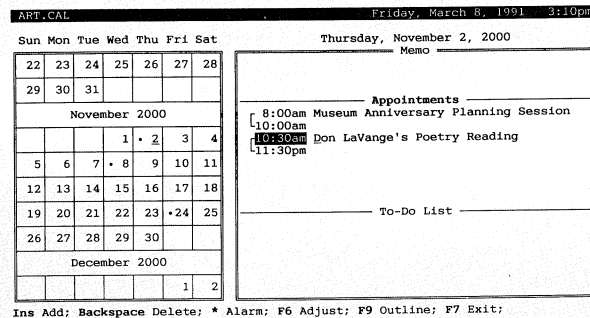 ART.CAL Friday, March 8, 1991 3:10pm
Sun Mon Tue Wed Thu Fri Sat Thursday, November 2, 2000
Memo
22 23 24 25 26 27 28
29 30 31
Appointments
November 2000
8:00am Museum Anniversary Planning Session
10:00am
1 • 2 3 4
10:30am Don LaVange's Poetry Reading
11:30pm
5 6 7 • 8 9 10 11
12 13 14 15 16 17 18
19 20 21 22 23 •24 25
To-Do List
26 27 28 29 30
December 2000
1 2
Ins Add; Backspace Delete; * Alarm; F6 Adjust; F9 Outline; F7 Exit;